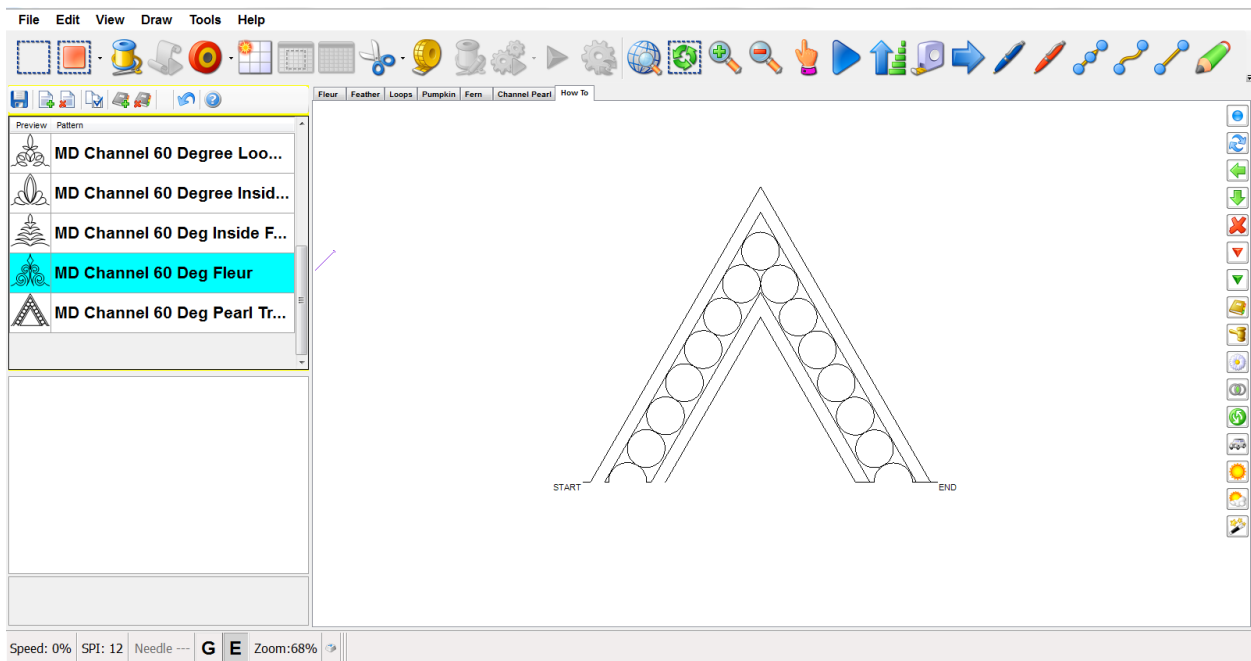 File Edit View Draw Tools Help
Fleur Feather Loops Pumpkin Fern Channel Pearl How To
Preview Pattern
MD Channel 60 Degree Loo...
MD Channel 60 Degree Insid...
MD Channel 60 Deg Inside F...
MD Channel 60 Deg Fleur
MD Channel 60 Deg Pearl Tr...
START
END
Speed: 0% SPI: 12 Needle --- G E Zoom:68%